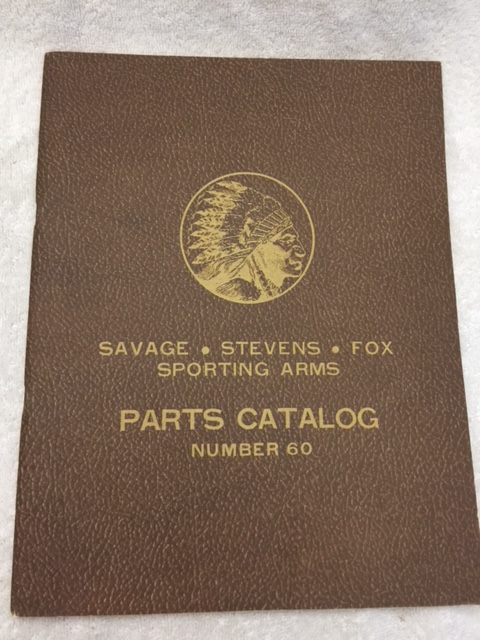 SAVAGE • STEVENS • FOX
SPORTING ARMS
PARTS CATALOG
NUMBER 60